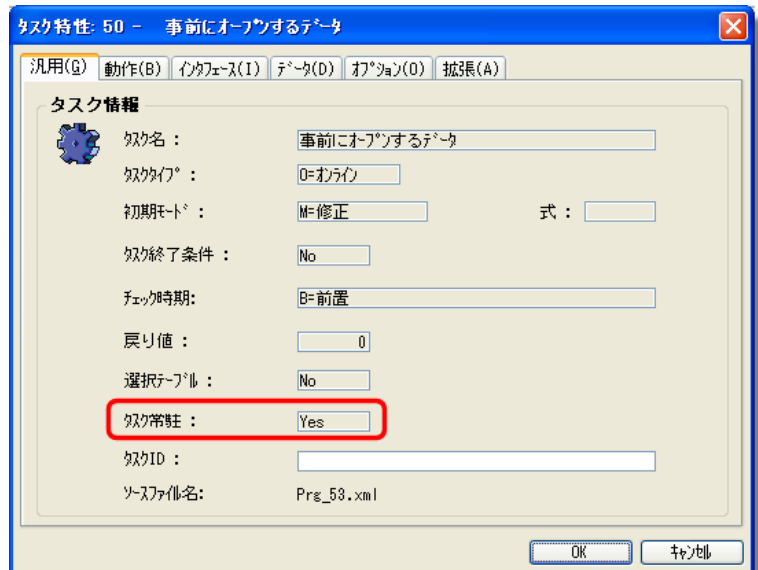 タスク特性: 50 - 事前にオープンするデータ
汎用(G) 動作(B) インタフェース(I) データ(D) オプション(O) 拡張(A)
タスク情報
タスク名 : 事前にオープンするデータ
タスクタイプ : O=オンライン
初期モード : M=修正 式 :
タスク終了条件 : No
チェック時期: B=前置
戻り値 : 0
選択テーブル : No
タスク常駐 : Yes
タスクID :
ソースファイル名: Prg_53.xml
OK キャンセル